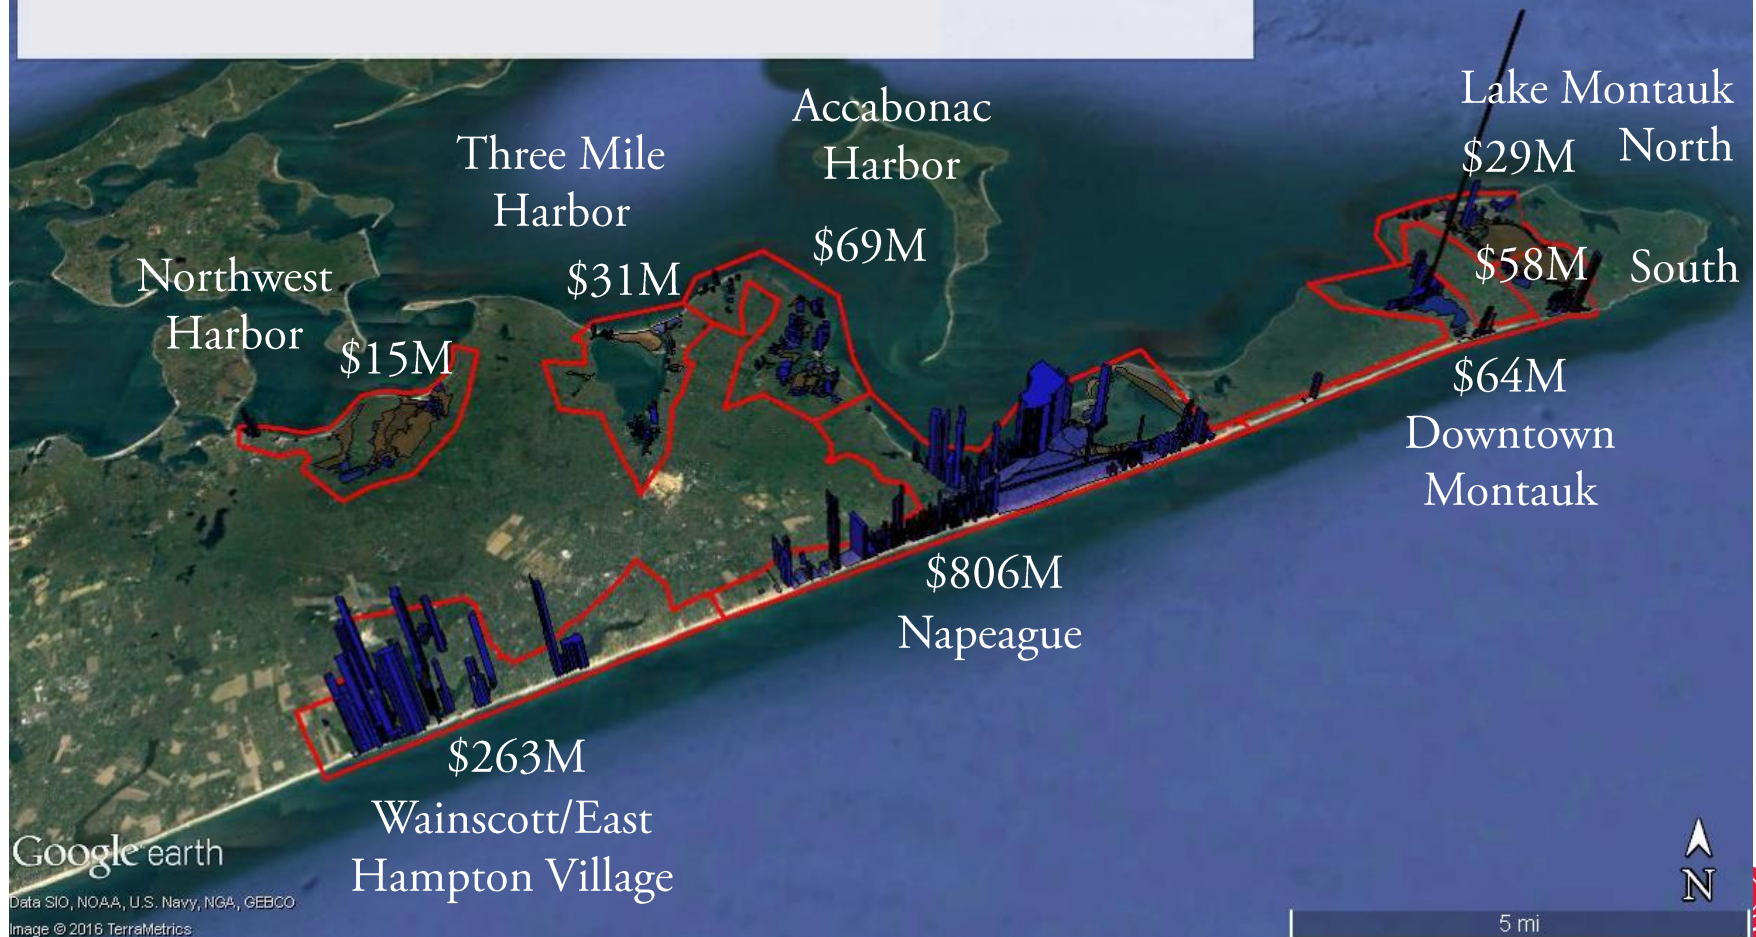 Lake Montauk
North
$29M
Accabonac
Harbor
$69M
Three Mile
Harbor
$31M
Northwest
Harbor
$15M
$58M
South
$64M
Downtown
Montauk
$806M
Napeague
$263M
Wainscott/East
Hampton Village
Google earth
Data SIO, NOAA, U.S. Navy, NGA, GEBCO
Image © 2016 TerraMetrics
N
5 mi